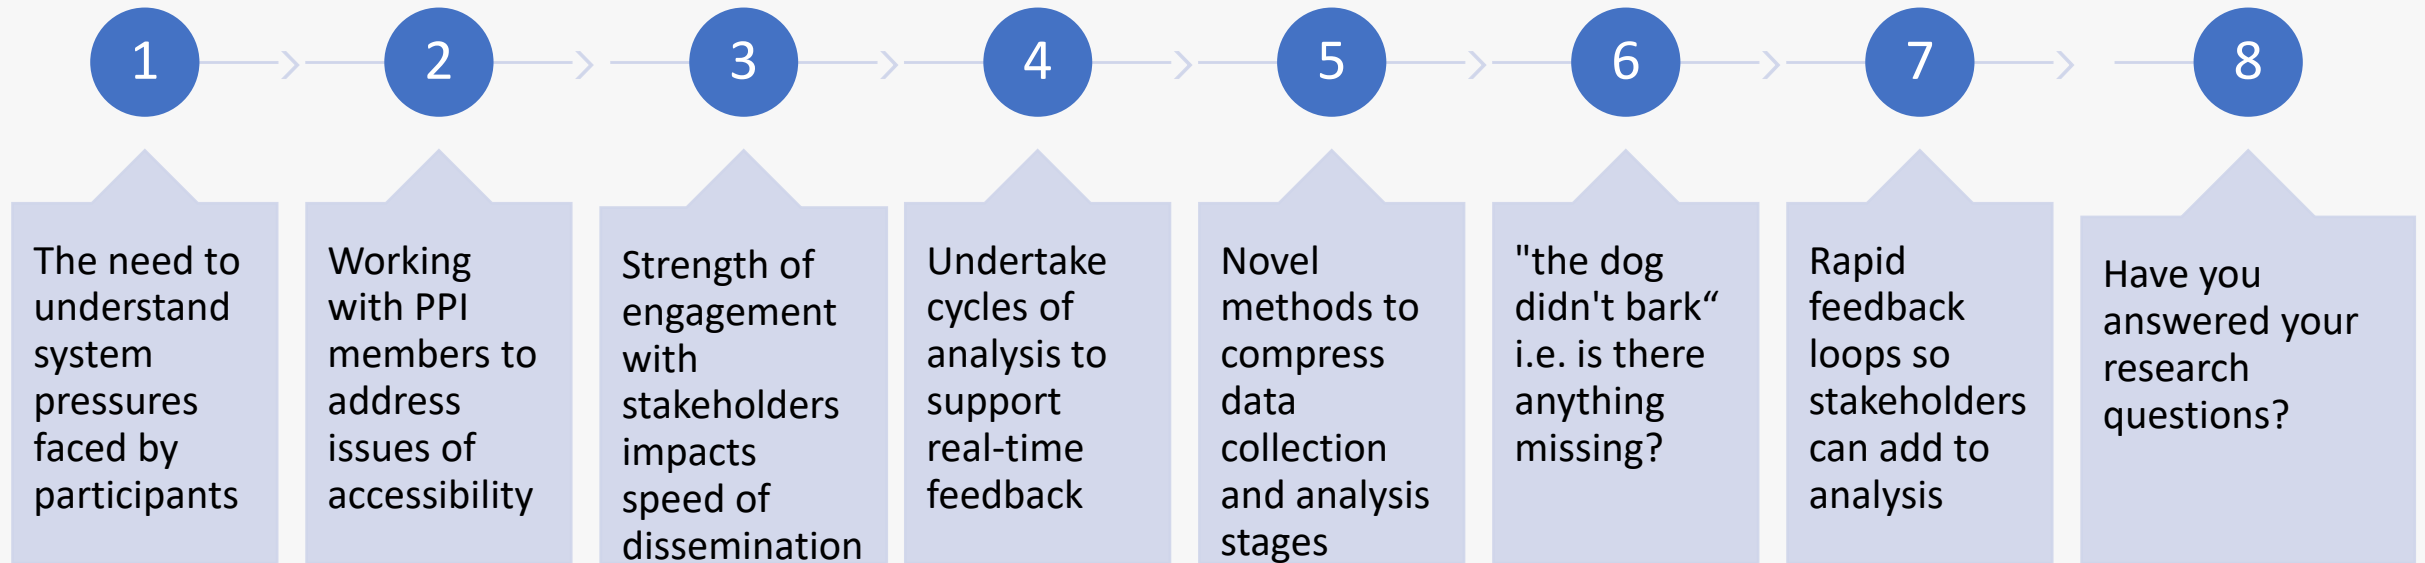 1
The need to
understand
system
pressures
faced by
participants
2
Working
with PPI
members to
address
issues of
accessibility
3
Strength of
engagement
with
stakeholders
impacts
speed of
dissemination
4
Undertake
cycles of
analysis to
support
real-time
feedback
5
Novel
methods to
compress
data
collection
and analysis
stages
6
"the dog
didn't bark“
i.e. is there
anything
missing?
7
Rapid
feedback
loops so
stakeholders
can add to
analysis
8
Have you
answered your
research
questions?